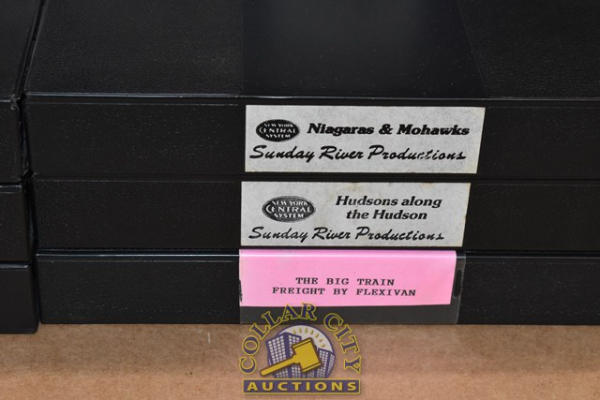 NEW YORK
CENTRAL
SYSTEM
Niagaras & Mohawks
Sunday River Productions
NEW YORK
CENTRAL
SYSTEM
Hudsons along
the Hudson
Sunday River Productions
THE BIG TRAIN
FREIGHT BY FLEXIVAN
COLLAR CITY
AUCTIONS